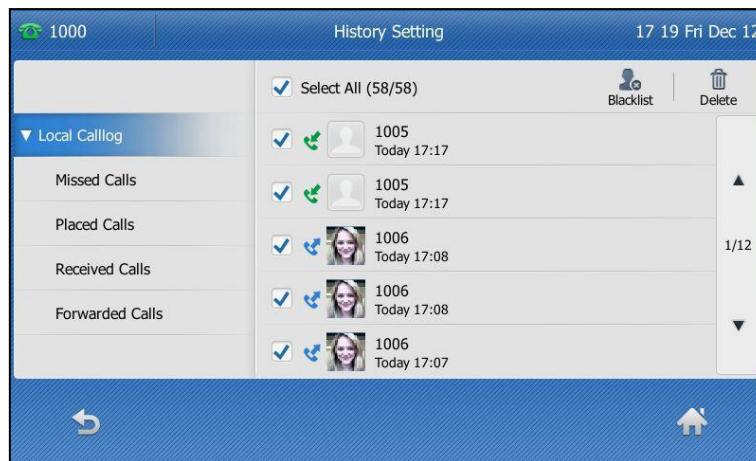 1000 History Setting 17 19 Fri Dec 12
Select All (58/58) Blacklist Delete
▼ Local Calllog
Missed Calls
Placed Calls
Received Calls
Forwarded Calls
1005
Today 17:17
1005
Today 17:17
1006
Today 17:08
1006
Today 17:08
1006
Today 17:07
▲
1/12
▼